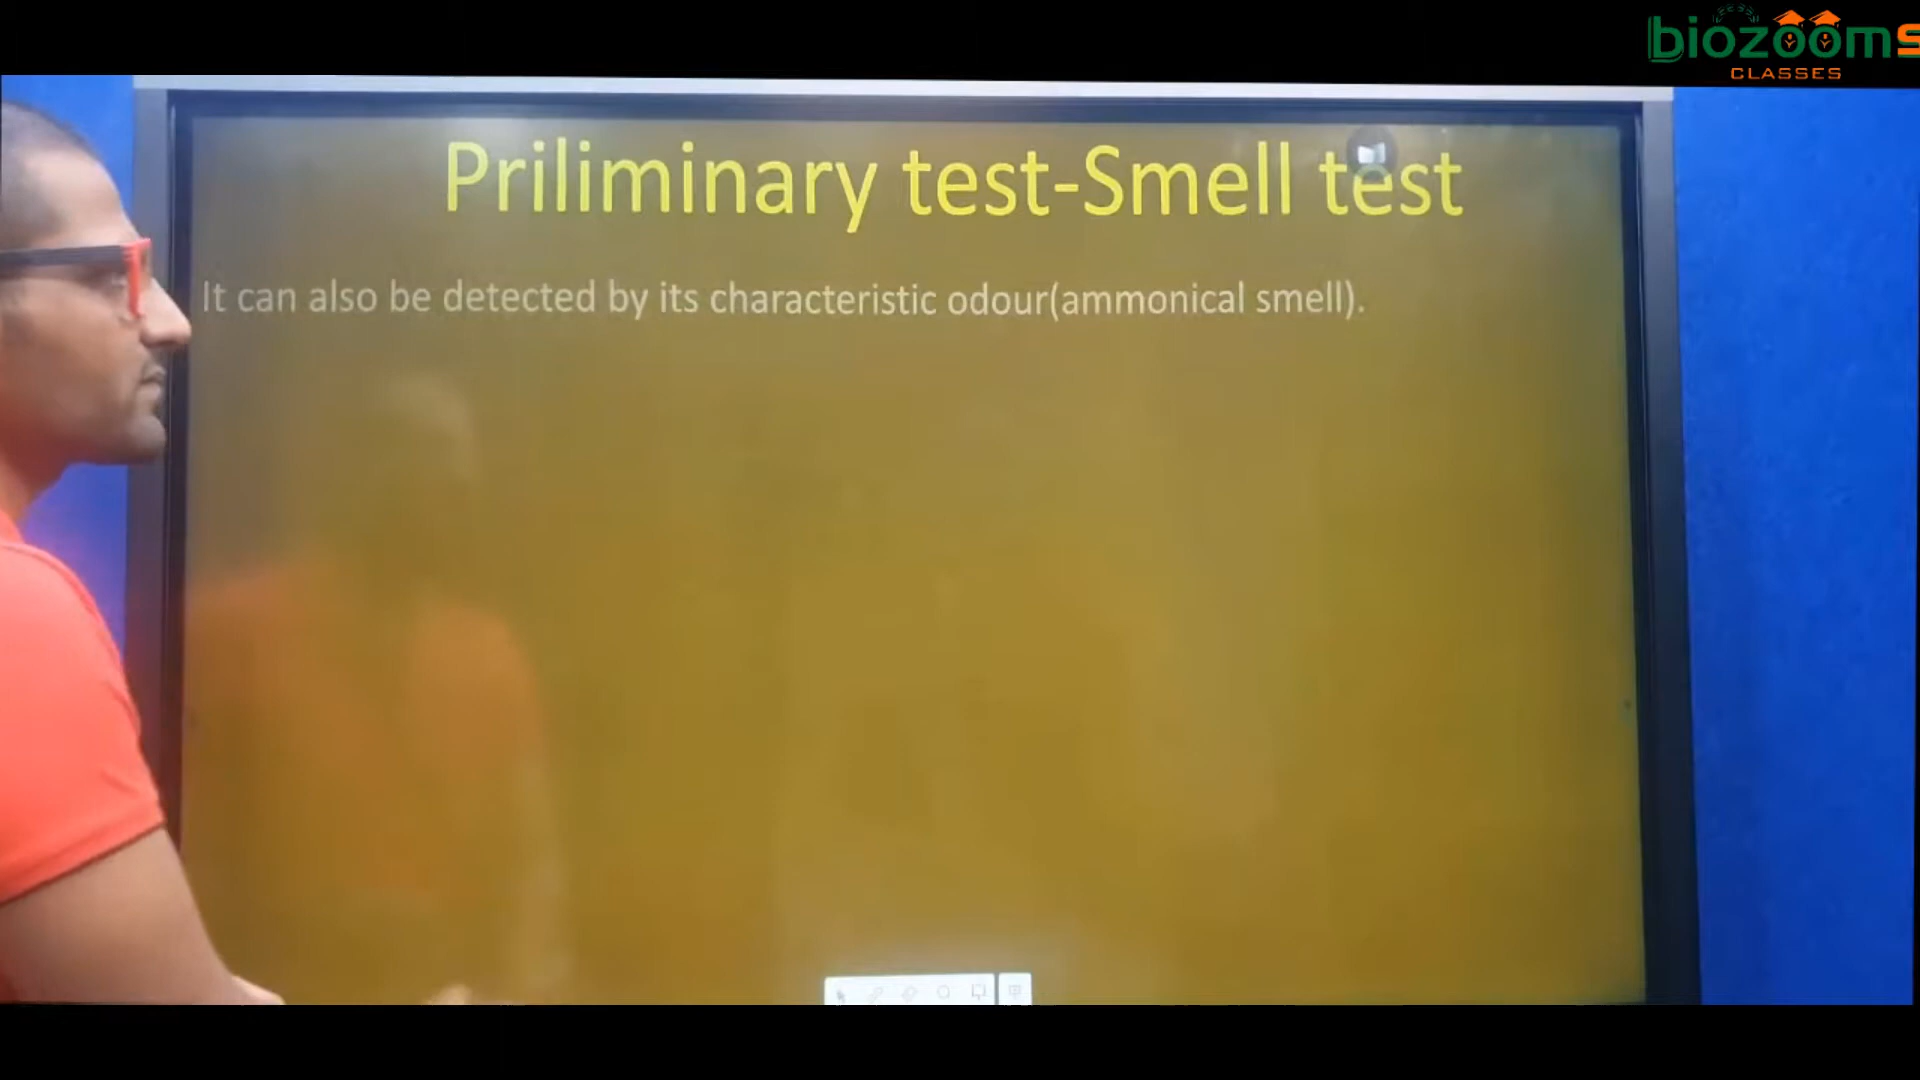 biozooms
CLASSES
Priliminary test-Smell test
It can also be detected by its characteristic odour(ammonical smell).